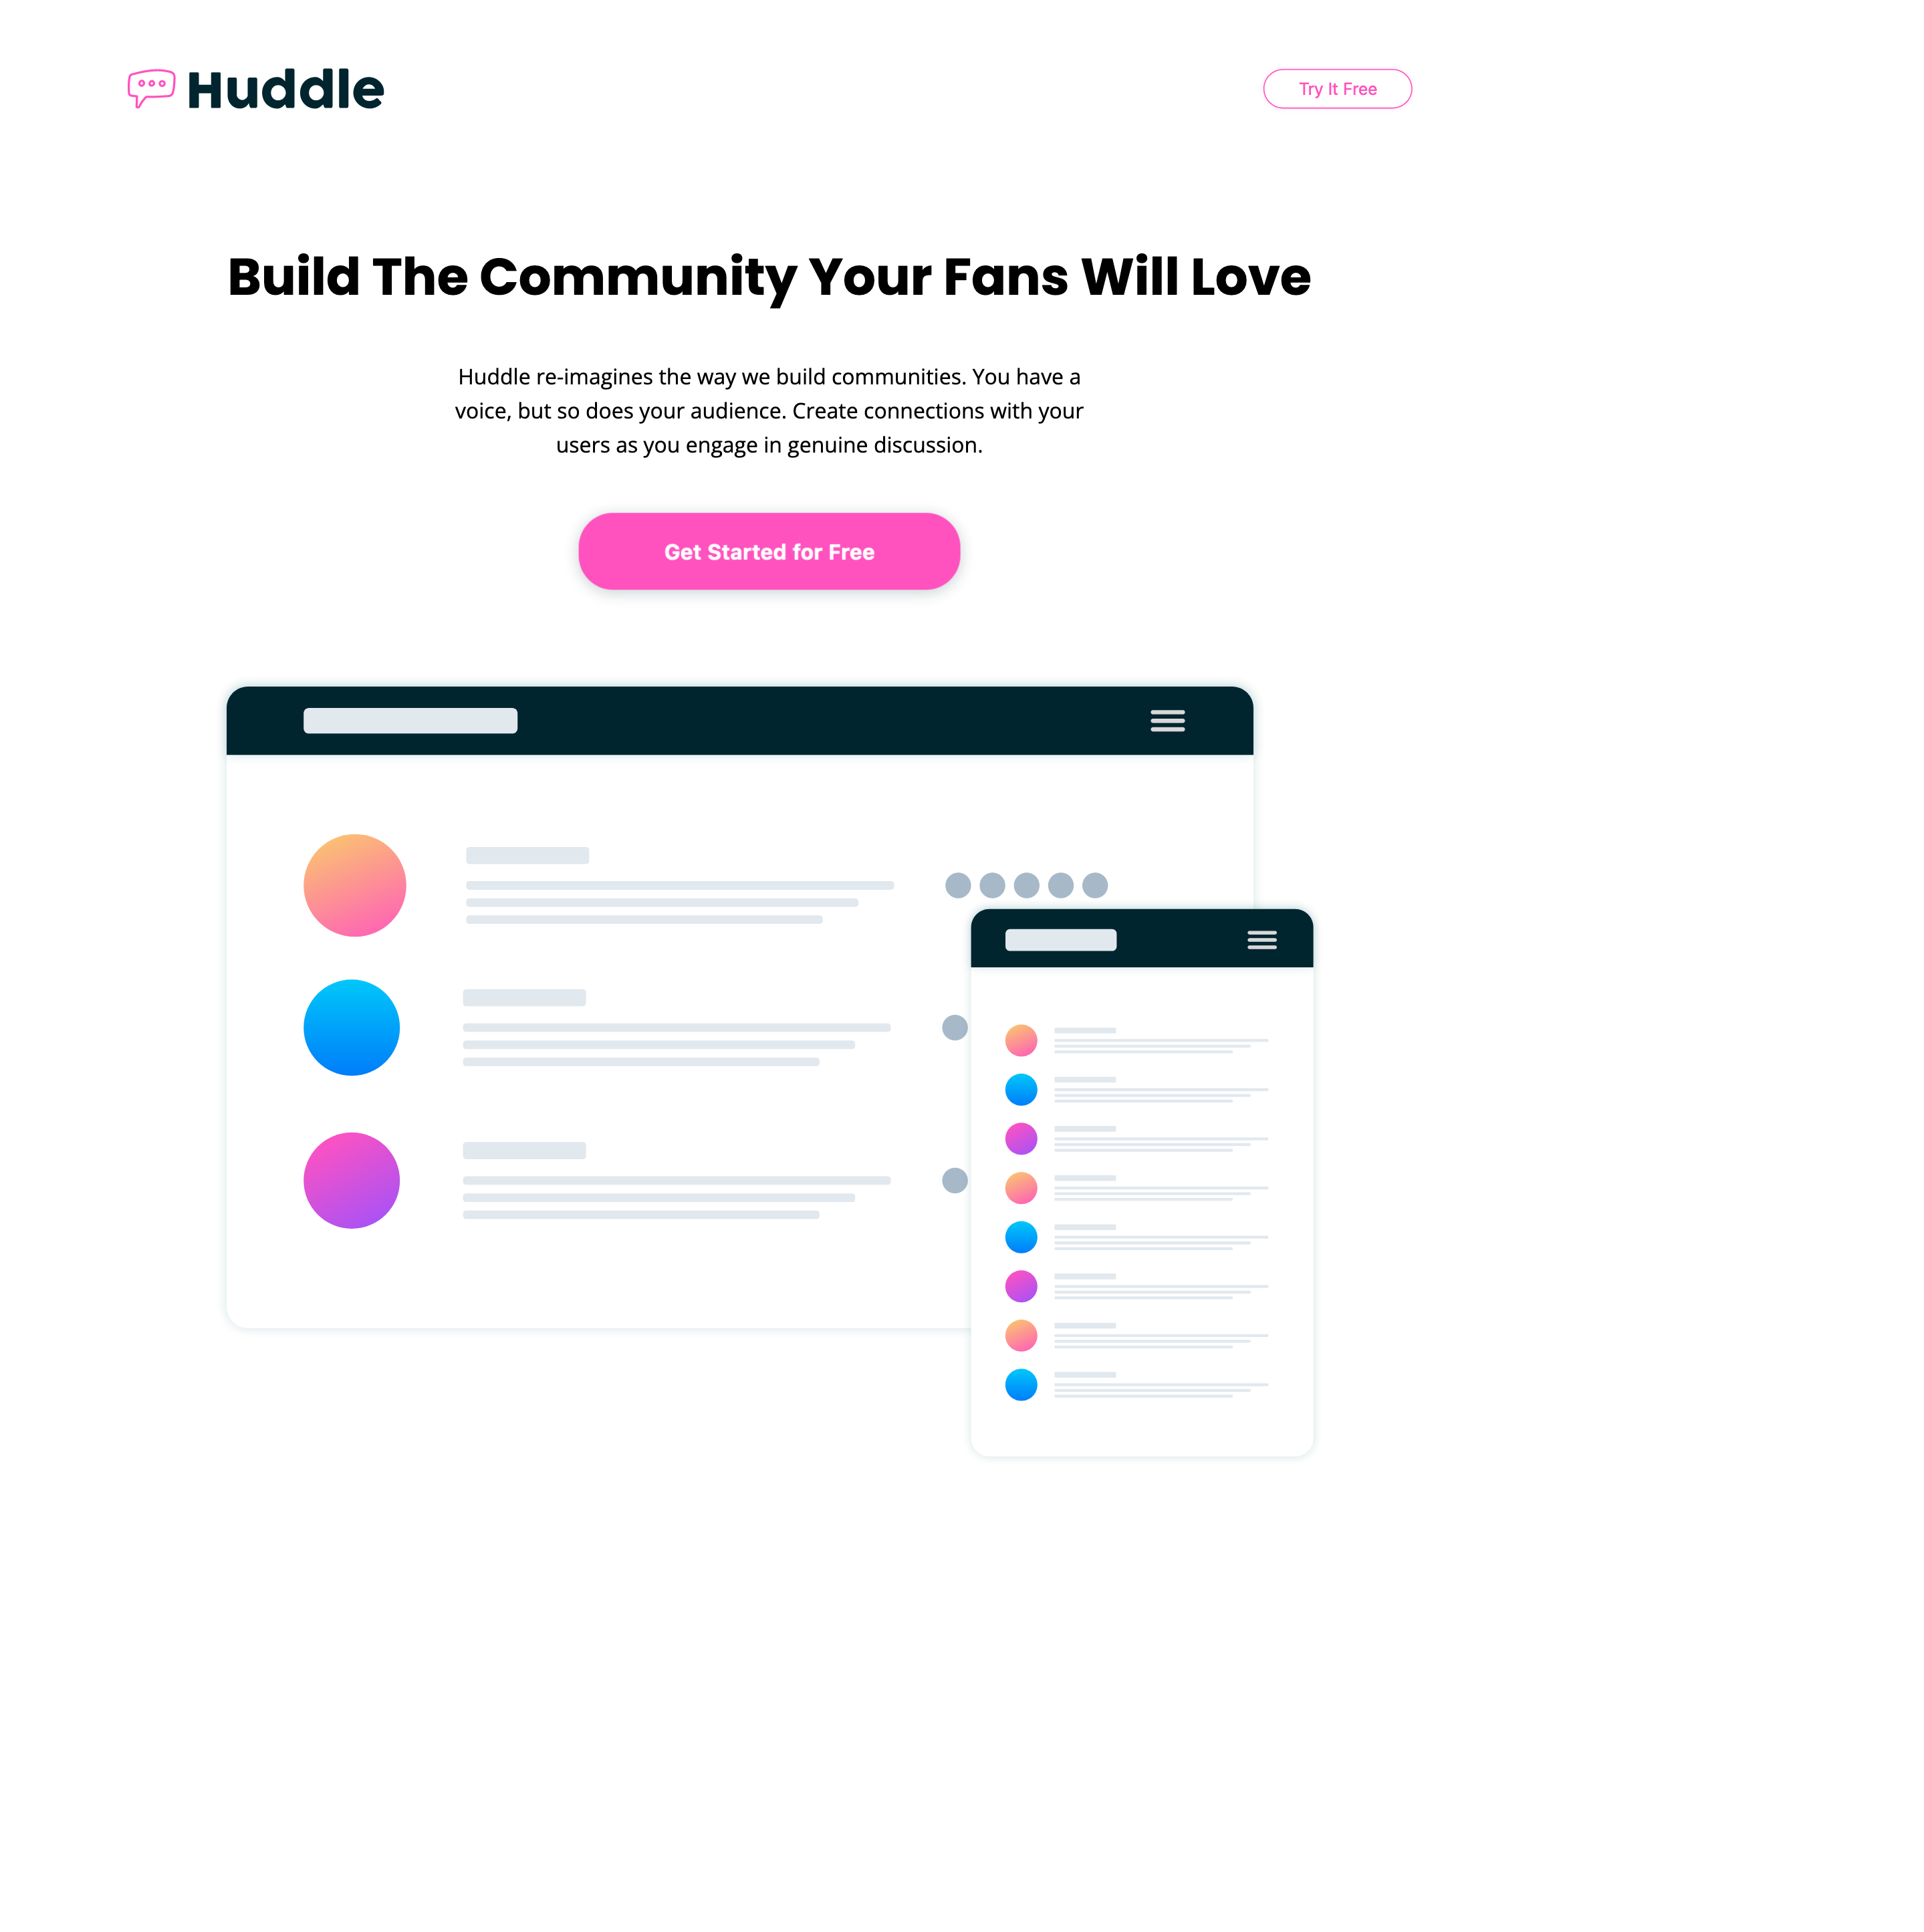 Huddle
Try It Free
Build The Community Your Fans Will Love
Huddle re-imagines the way we build communities. You have a
voice, but so does your audience. Create connections with your
users as you engage in genuine discussion.
Get Started for Free